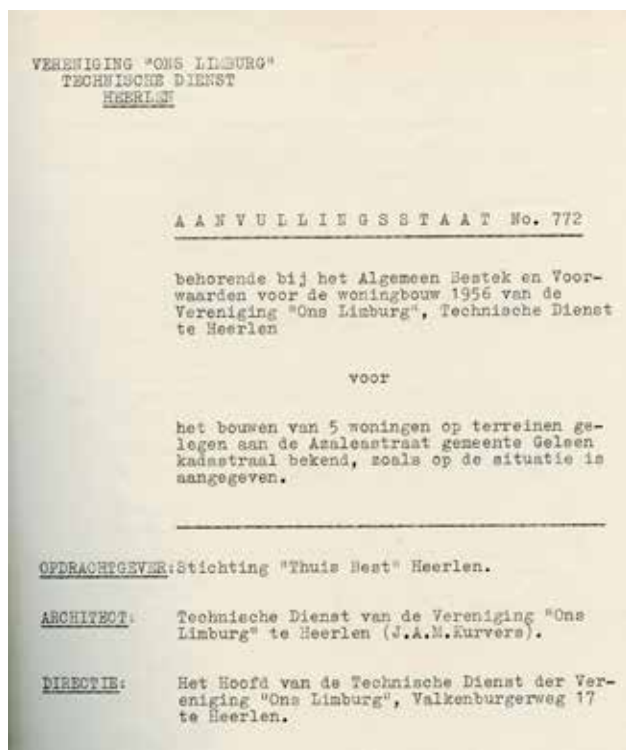 VERENIGING "ONS LIMBURG"
TECHNISCHE DIENST
HEERLEN
AANVULLINGSSTAAT No. 772
behorende bij het Algemeen Bestek en Voor-
waarden voor de woningbouw 1956 van de
Vereniging "Ons Limburg", Technische Dienst
te Heerlen
voor
het bouwen van 5 woningen op terreinen ge-
legen aan de Azaleastraat gemeente Geleen
kadastraal bekend, zoals op de situatie is
aangegeven.
OPDRACHTGEVER: Stichting "Thuis Best" Heerlen.
ARCHITECT: Technische Dienst van de Vereniging "Ons
Limburg" te Heerlen (J.A.M.Kurvers).
DIRECTIE: Het Hoofd van de Technische Dienst der Ver-
eniging "Ons Limburg", Valkenburgerweg 17
te Heerlen.